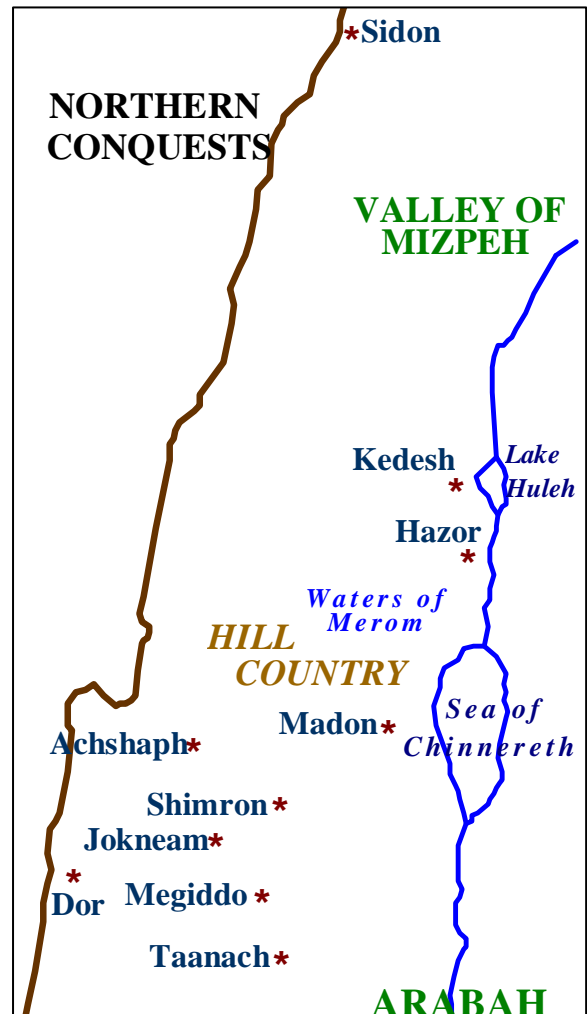 *Sidon
NORTHERN
CONQUESTS
VALLEY OF
MIZPEH
Kedesh*
Lake
Huleh
Hazor*
Waters of
Merom
HILL
COUNTRY
Sea of
Chinnereth
Madon*
Achshaph*
Shimron*
Jokneam*
Dor*
Megiddo*
Taanach*
ARABAH